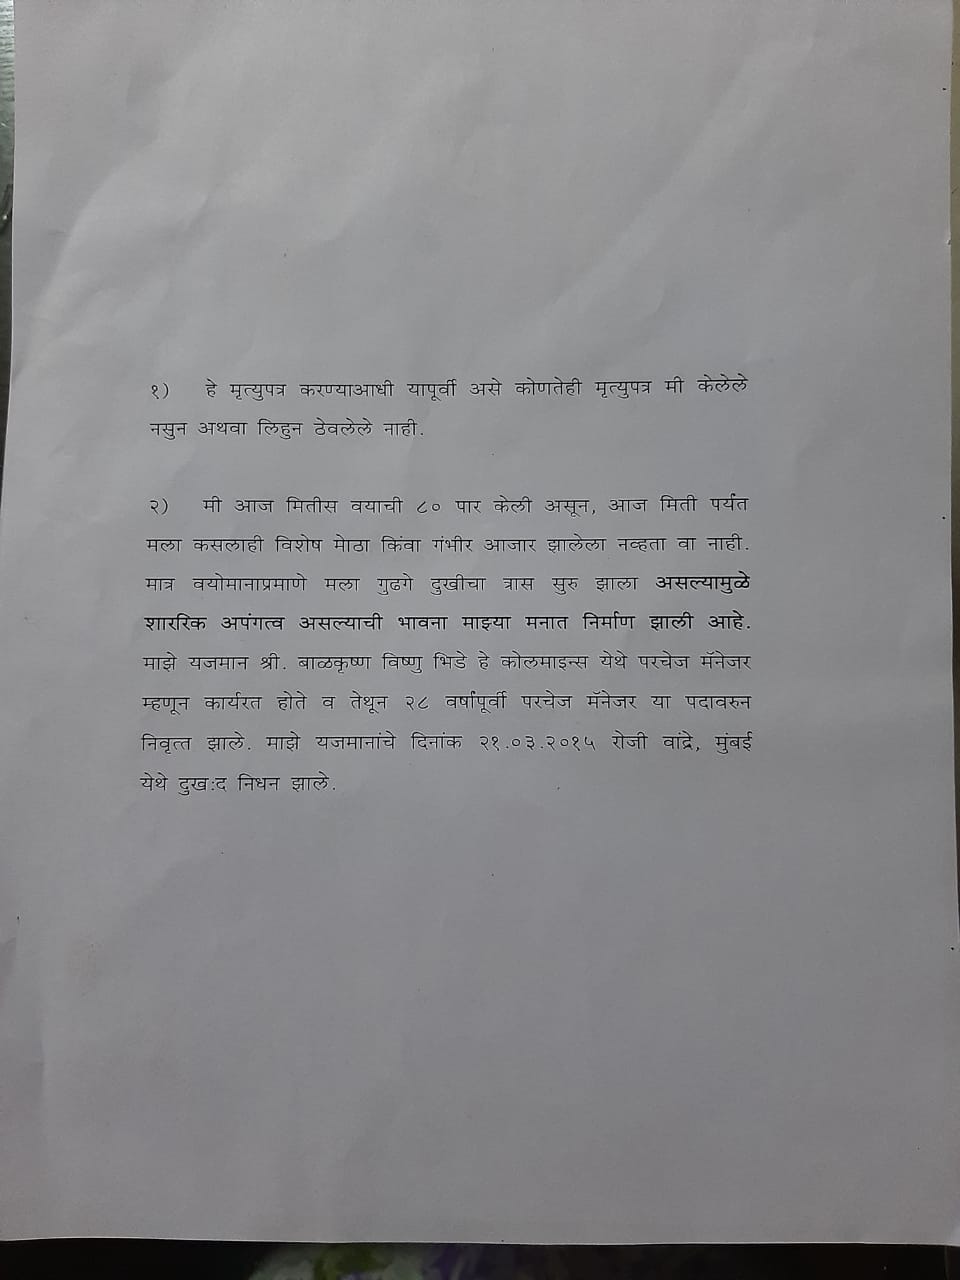 १) हे मृत्युपत्र करण्याआधी यापूर्वी असे कोणतेही मृत्युपत्र मी केलेले
नसुन अथवा लिहुन ठेवलेले नाही.
२) मी आज मितीस वयाची ८० पार केली असून, आज मिती पर्यंत
मला कसलाही विशेष मोठा किंवा गंभीर आजार झालेला नव्हता वा नाही.
मात्र वयोमानाप्रमाणे मला गुढगे दुखीचा त्रास सुरु झाला असल्यामुळे
शाररिक अपंगत्व असल्याची भावना माझ्या मनात निर्माण झाली आहे.
माझे यजमान श्री. बाळकृष्ण विष्णु भिडे हे कोलमाइन्स येथे परचेज मॅनेजर
म्हणून कार्यरत होते व तेथून २८ वर्षांपूर्वी परचेज मॅनेजर या पदावरुन
निवृत्त झाले. माझे यजमानांचे दिनांक २१.०३.२०१५ रोजी वांद्रे, मुंबई
येथे दुख:द निधन झाले.